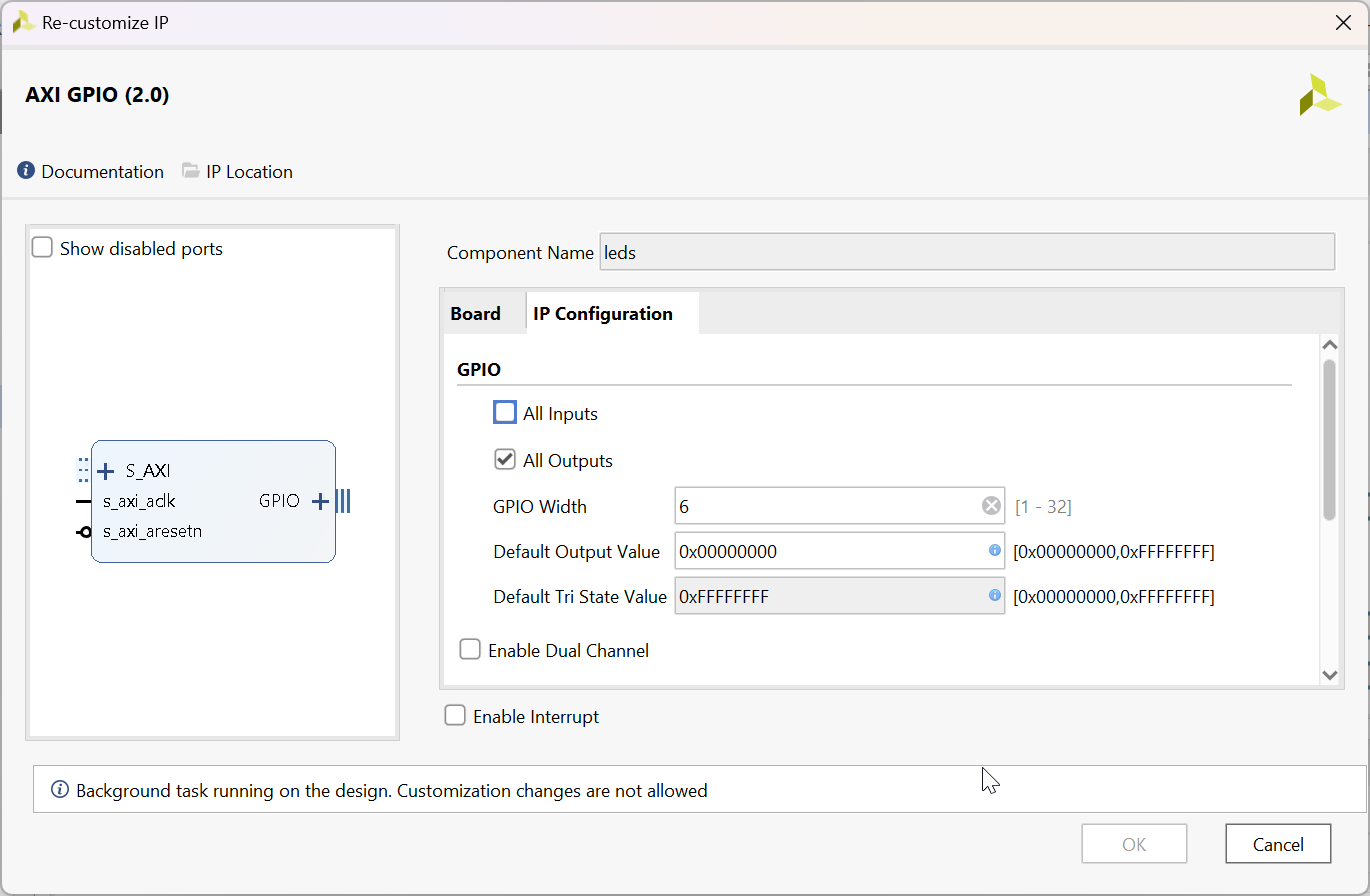 Re-customize IP
AXI GPIO (2.0)
Documentation IP Location
Show disabled ports
S_AXI
s_axi_aclk
s_axi_aresetn
GPIO
Component Name leds
Board IP Configuration
GPIO
All Inputs
All Outputs
GPIO Width 6 [1 - 32]
Default Output Value 0x00000000 [0x00000000,0xFFFFFFFF]
Default Tri State Value 0xFFFFFFFF [0x00000000,0xFFFFFFFF]
Enable Dual Channel
Enable Interrupt
Background task running on the design. Customization changes are not allowed
OK Cancel